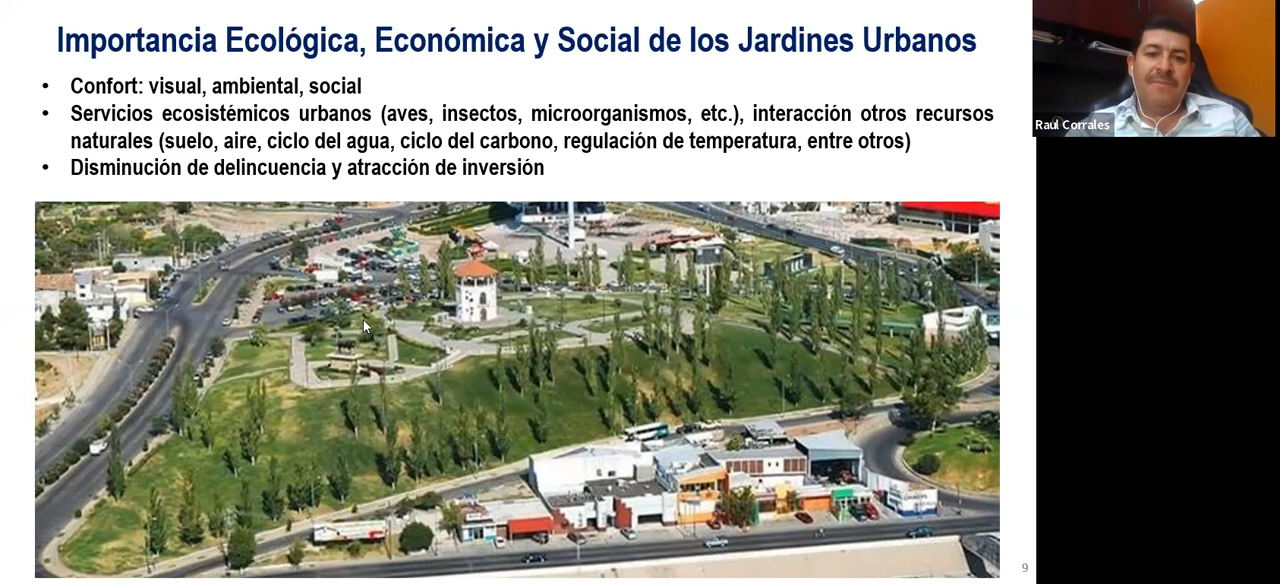 Importancia Ecológica, Económica y Social de los Jardines Urbanos
• Confort: visual, ambiental, social
• Servicios ecosistémicos urbanos (aves, insectos, microorganismos, etc.), interacción otros recursos
naturales (suelo, aire, ciclo del agua, ciclo del carbono, regulación de temperatura, entre otros)
• Disminución de delincuencia y atracción de inversión
Raul Corrales
9